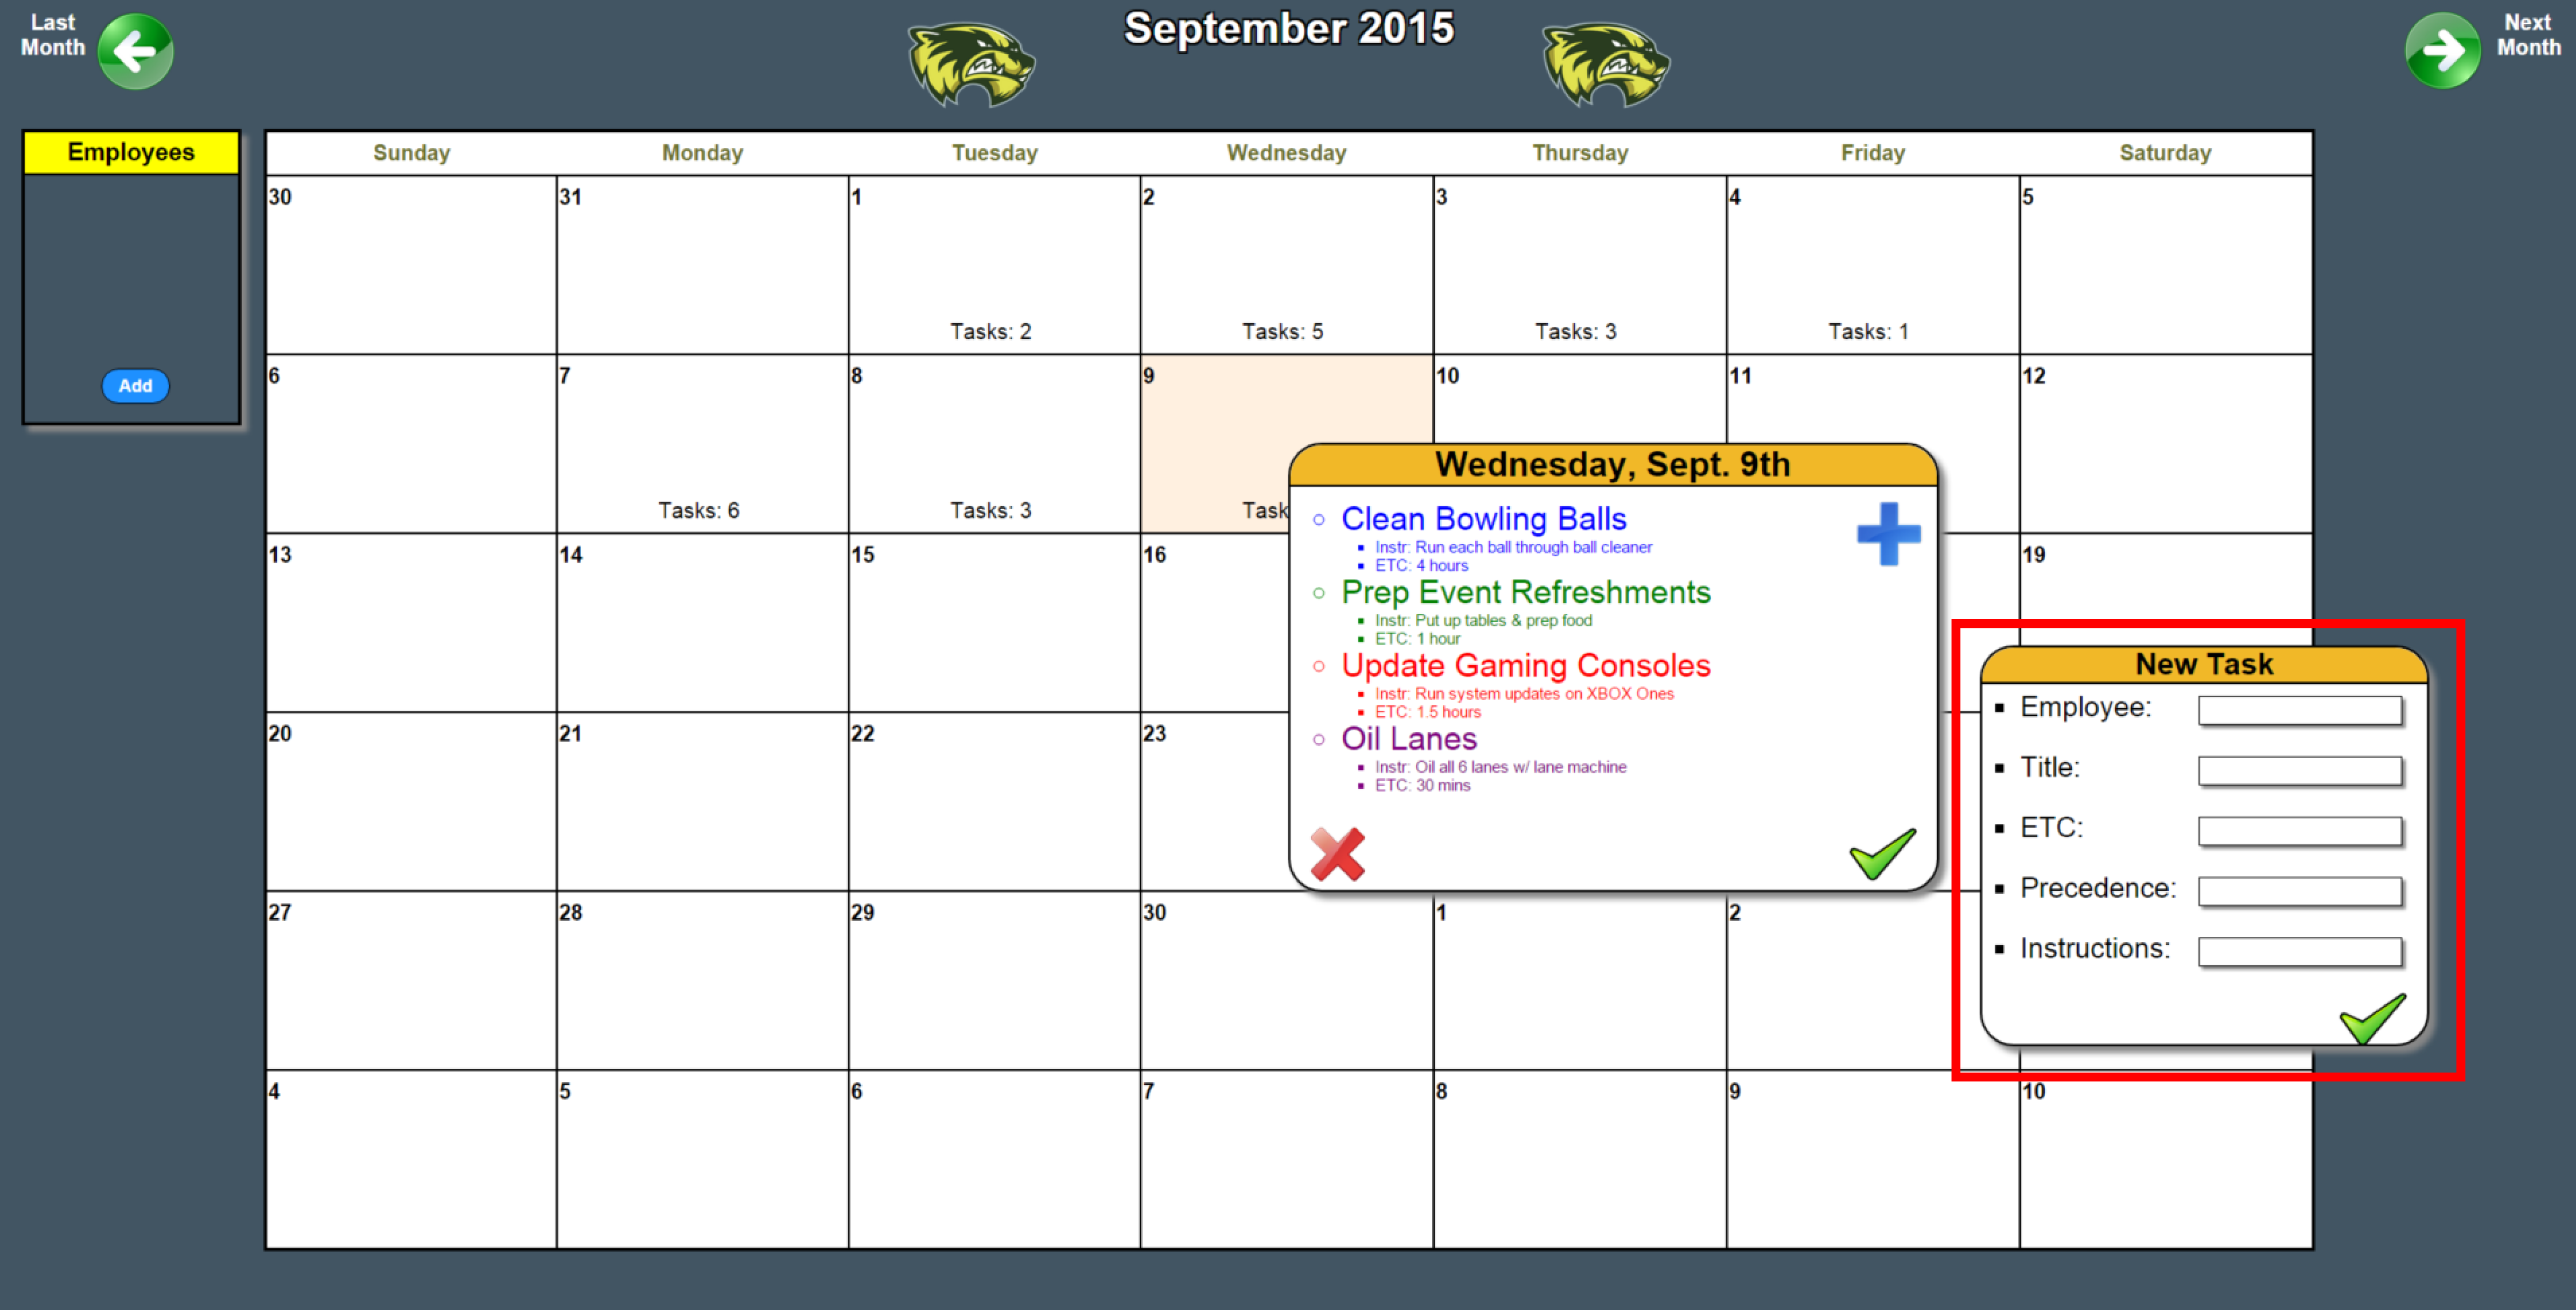 Last
Month
September 2015
Next
Month
Employees
Add
Sunday Monday Tuesday Wednesday Thursday Friday Saturday
30 31 1 2 3 4 5
Tasks: 2 Tasks: 5 Tasks: 3 Tasks: 1
6 7 8 9 10 11 12
Tasks: 6 Tasks: 3 Task
13 14 15 16 19
20 21 22 23
27 28 29 30 1 2
4 5 6 7 8 9 10
Wednesday, Sept. 9th
Clean Bowling Balls
Instr: Run each ball through ball cleaner
ETC: 4 hours
Prep Event Refreshments
Instr: Put up tables & prep food
ETC: 1 hour
Update Gaming Consoles
Instr: Run system updates on XBOX Ones
ETC: 1.5 hours
Oil Lanes
Instr: Oil all 6 lanes w/ lane machine
ETC: 30 mins
New Task
Employee:
Title:
ETC:
Precedence:
Instructions: